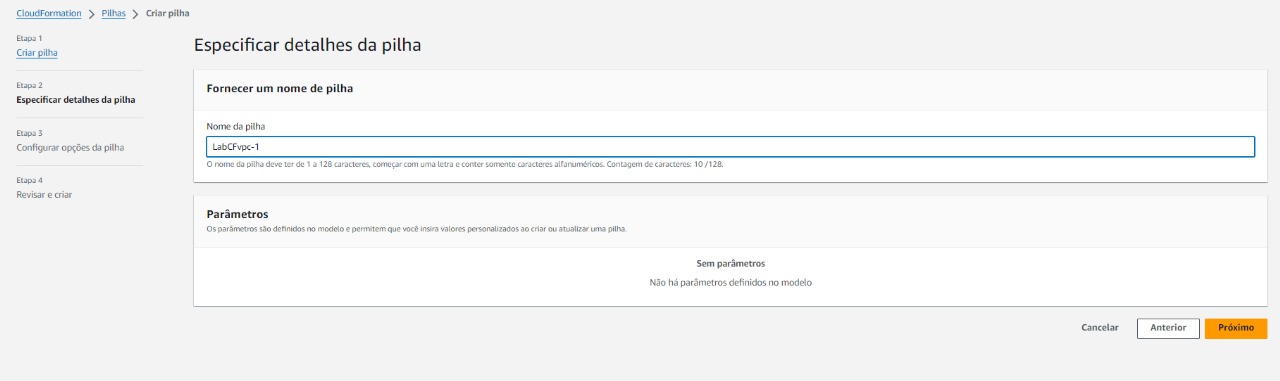 CloudFormation > Pilhas > Criar pilha
Etapa 1
Criar pilha
Etapa 2
Especificar detalhes da pilha
Etapa 3
Configurar opções da pilha
Etapa 4
Revisar e criar
Especificar detalhes da pilha
Fornecer um nome de pilha
Nome da pilha
LabCFvpc-1
O nome da pilha deve ter de 1 a 128 caracteres, começar com uma letra e conter somente caracteres alfanuméricos. Contagem de caracteres: 10 /128.
Parâmetros
Os parâmetros são definidos no modelo e permitem que você insira valores personalizados ao criar ou atualizar uma pilha.
Sem parâmetros
Não há parâmetros definidos no modelo
Cancelar
Anterior
Próximo